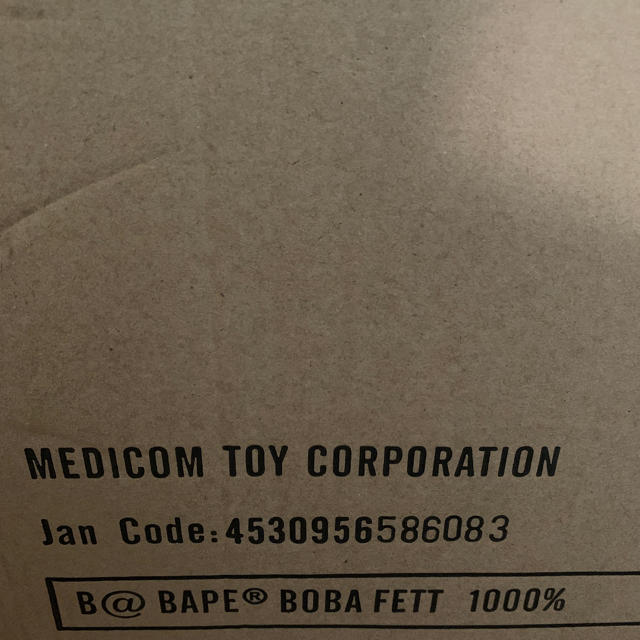 MEDICOM TOY CORPORATION
Jan Code:4530956586083
B@ BAPE® BOBA FETT 1000%